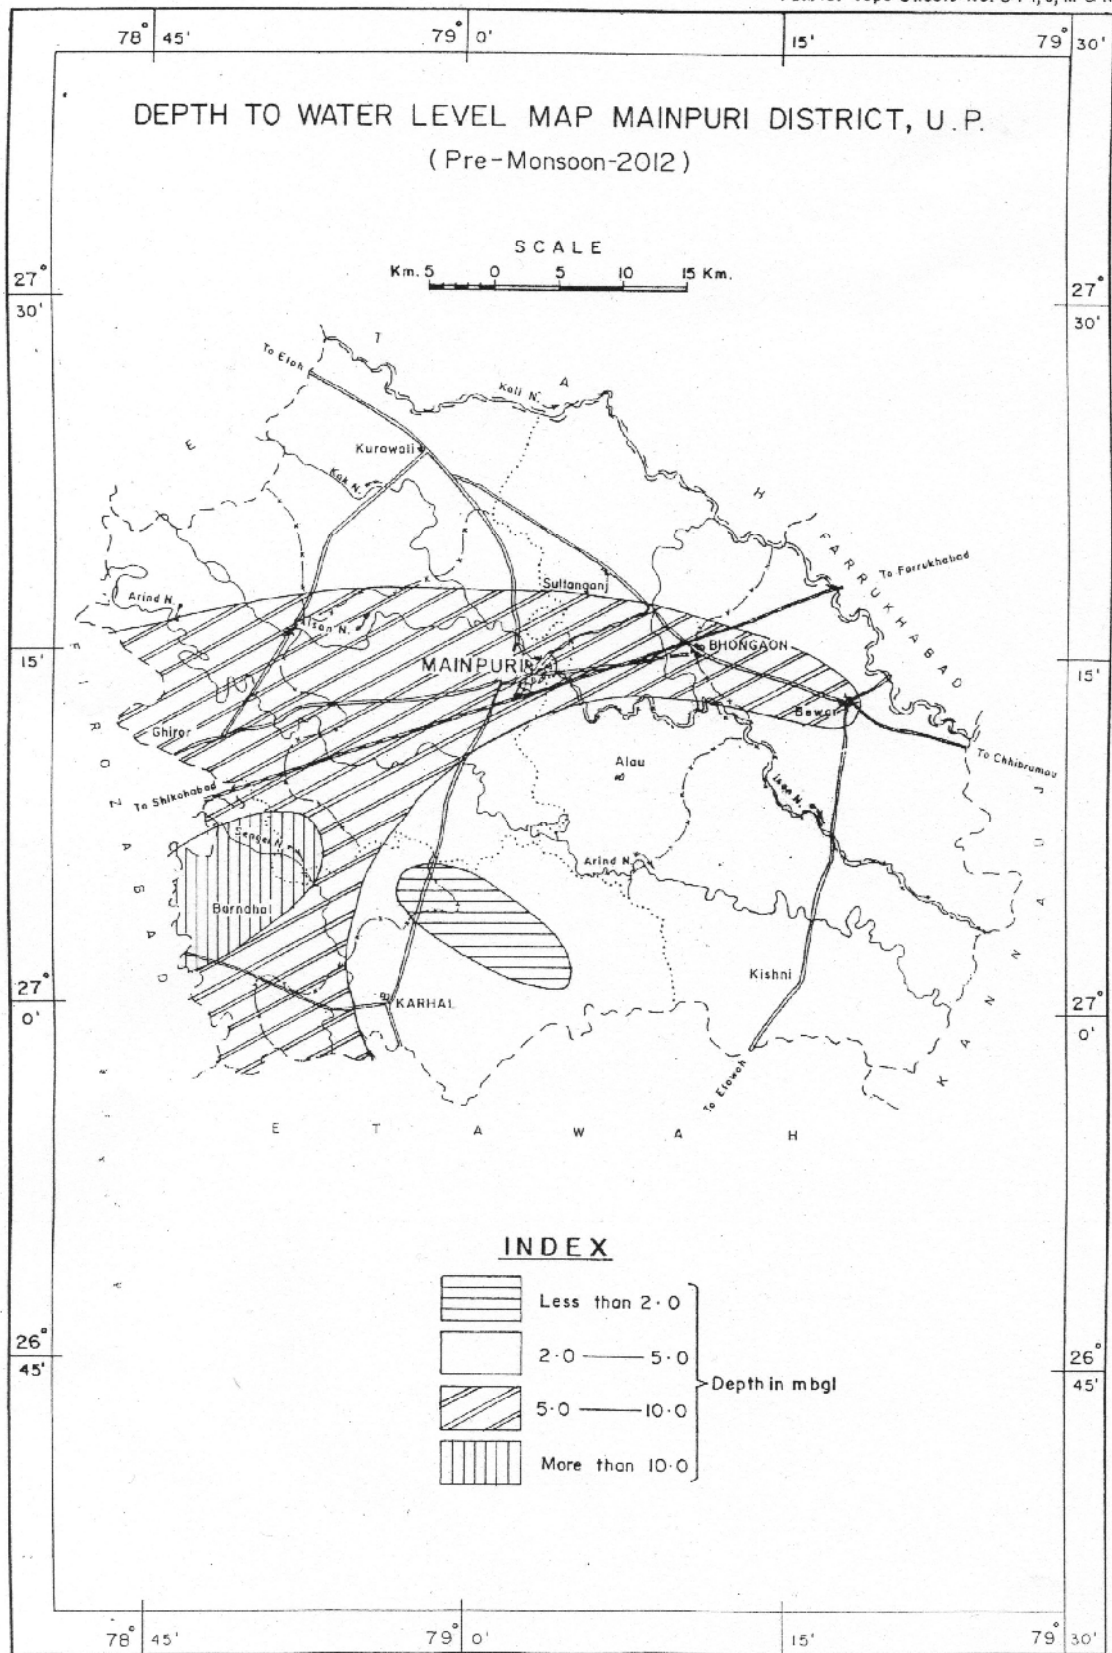 78° 45' 79° 0' 15' 79° 30'
DEPTH TO WATER LEVEL MAP MAINPURI DISTRICT, U.P.
(Pre-Monsoon-2012)
SCALE
Km. 5 0 5 10 15 Km.
27° 30'
27° 30'
ETAH
To Etah
Kali N.
Kurawali
Kak N.
FARRUKHABAD
To Farrukhabad
Sultanganj
Arind N.
Isan N.
15'
MAINPURI
BHONGAON
15'
Bewar
Ghiror
Alau
To Chhibramau
To Shikohabad
Isan N.
FIROZABAD
Sengar N.
Arind N.
Barnahal
KANNAUJ
Kishni
27° 0'
KARHAL
27° 0'
To Etawah
ETAWAH
INDEX
Less than 2.0
2.0 — 5.0
Depth in mbgl
5.0 — 10.0
More than 10.0
26° 45'
26° 45'
78° 45' 79° 0' 15' 79° 30'